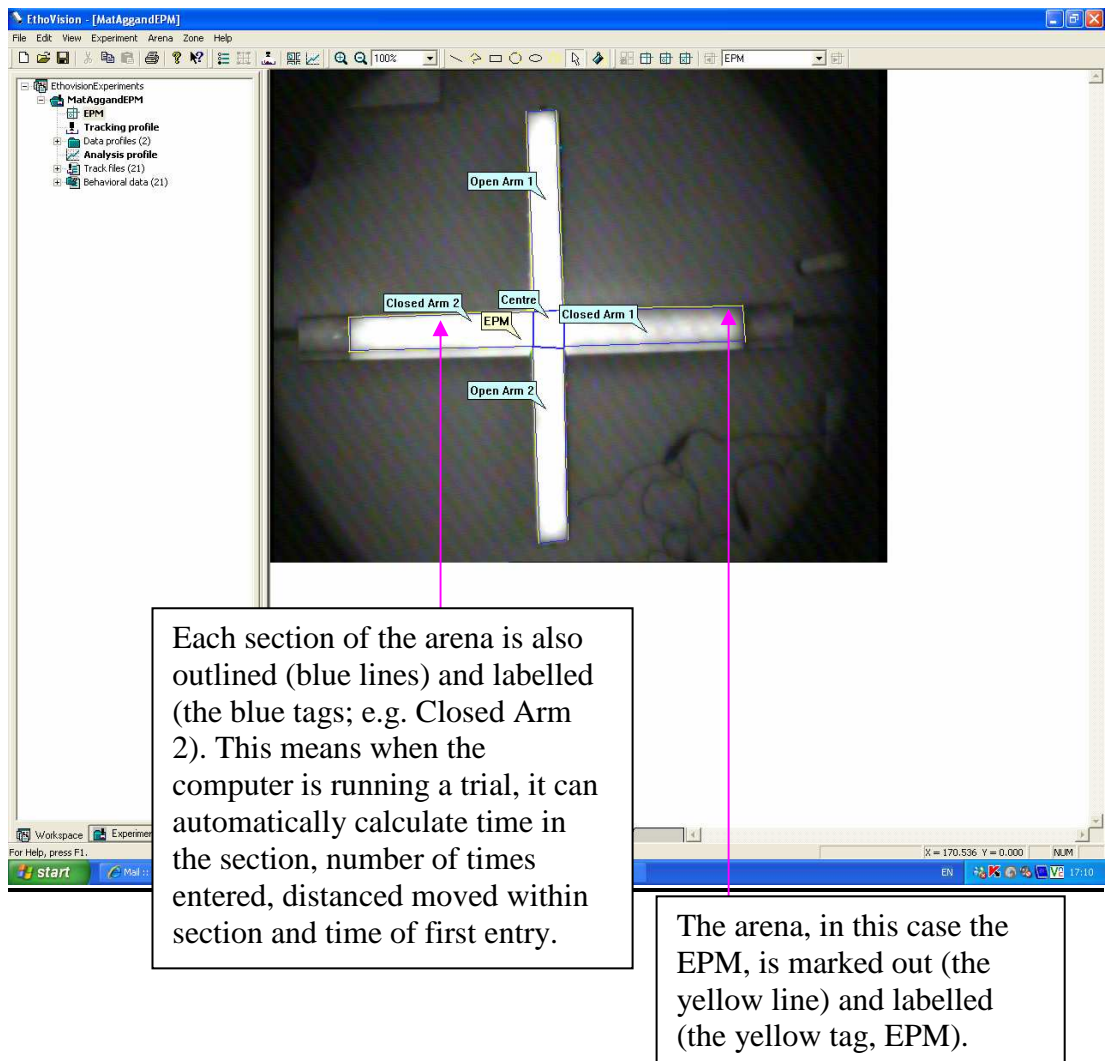 EthoVision - [MatAggandEPM]
File Edit View Experiment Arena Zone Help
100%
EPM
EthovisionExperiments
MatAggandEPM
EPM
Tracking profile
Data profiles (2)
Analysis profile
Track files (21)
Behavioral data (21)
Open Arm 1
Closed Arm 2
Centre
EPM
Closed Arm 1
Open Arm 2
Each section of the arena is also
outlined (blue lines) and labelled
(the blue tags; e.g. Closed Arm
2). This means when the
computer is running a trial, it can
automatically calculate time in
the section, number of times
entered, distanced moved within
section and time of first entry.
The arena, in this case the
EPM, is marked out (the
yellow line) and labelled
(the yellow tag, EPM).
Workspace Experimen
For Help, press F1.
X = 170.536 Y = 0.000 NUM
start Mail ::
EN 17:10